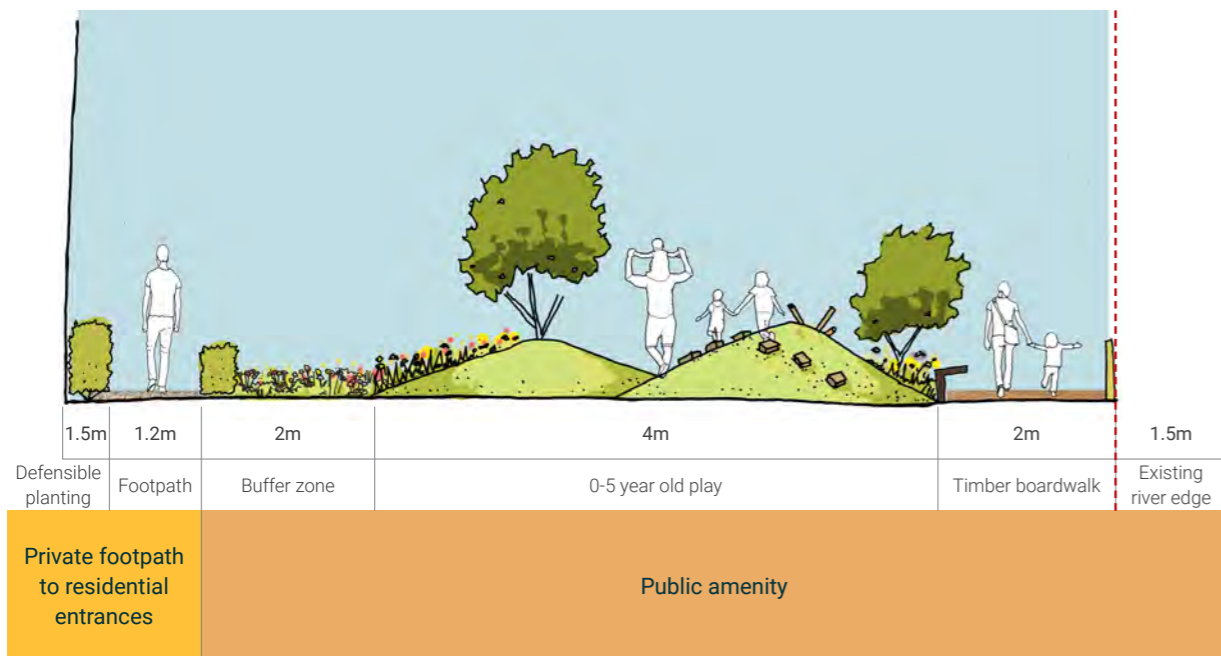 1.5m 1.2m 2m 4m 2m 1.5m
Defensible
planting
Footpath
Buffer zone
0-5 year old play
Timber boardwalk
Existing
river edge
Private footpath
to residential
entrances
Public amenity